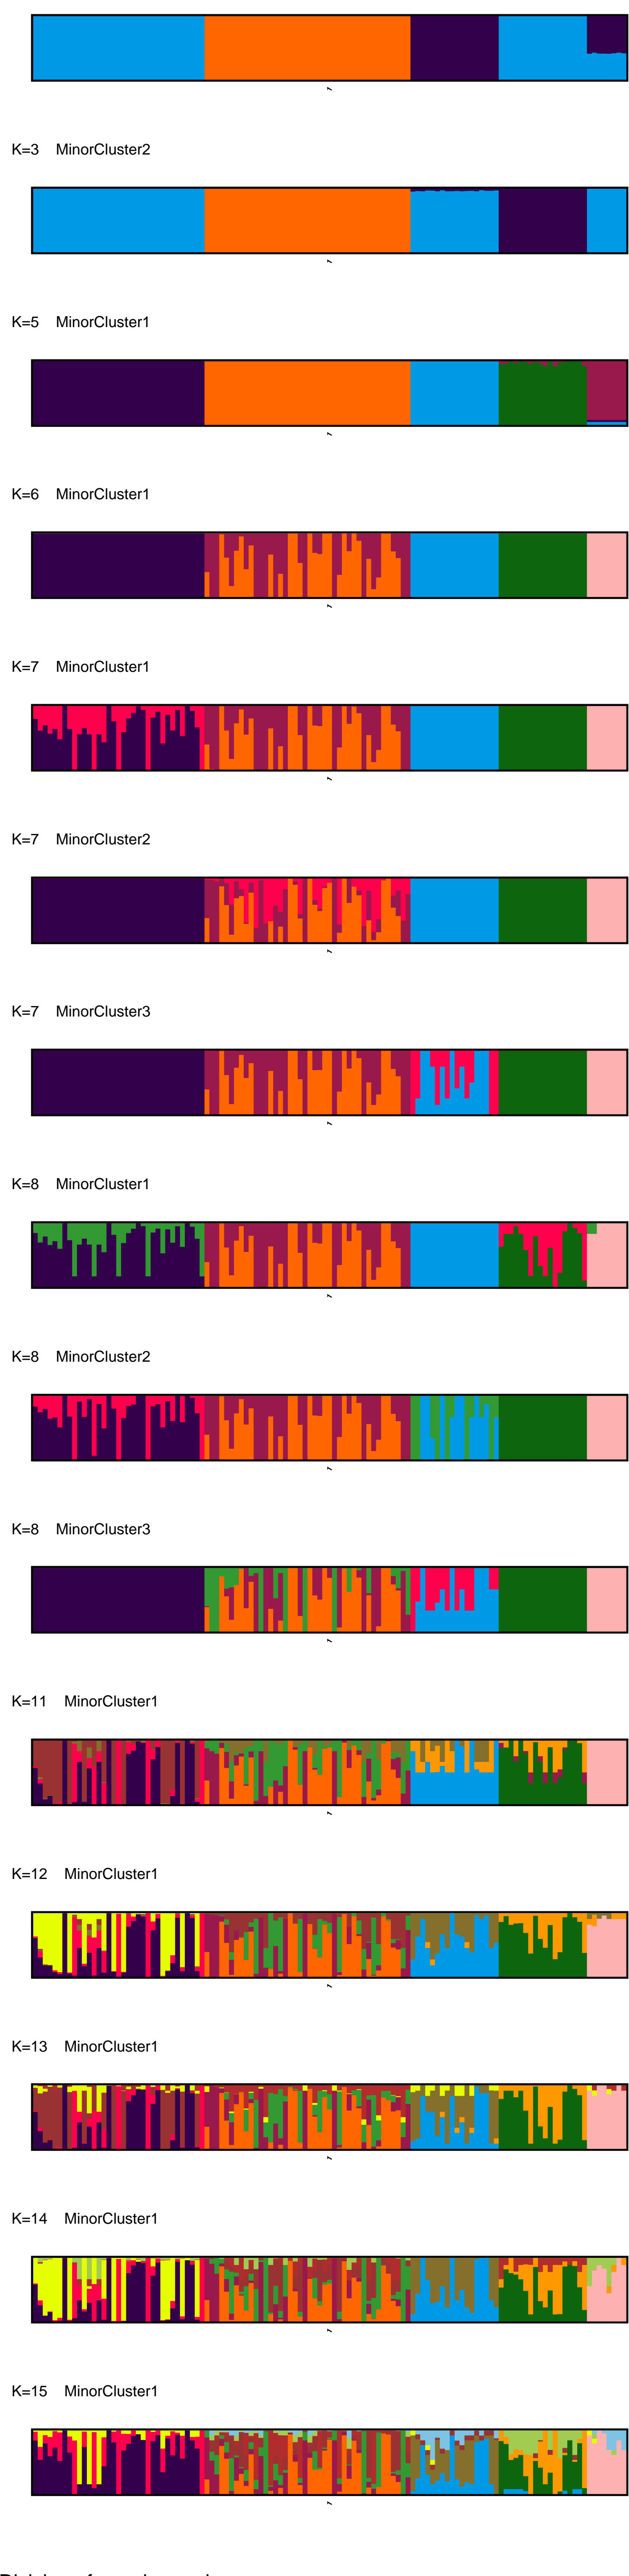 K=3 MinorCluster2
K=5 MinorCluster1
K=6 MinorCluster1
K=7 MinorCluster1
K=7 MinorCluster2
K=7 MinorCluster3
K=8 MinorCluster1
K=8 MinorCluster2
K=8 MinorCluster3
K=11 MinorCluster1
K=12 MinorCluster1
K=13 MinorCluster1
K=14 MinorCluster1
K=15 MinorCluster1